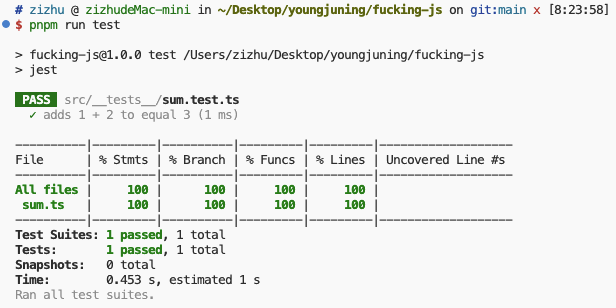 # zizhu @ zizhudeMac-mini in ~/Desktop/youngjuning/fucking-js on git:main x [8:23:58]
$ pnpm run test
> fucking-js@1.0.0 test /Users/zizhu/Desktop/youngjuning/fucking-js
> jest
PASS src/__tests__/sum.test.ts
✓ adds 1 + 2 to equal 3 (1 ms)
----------|---------|----------|---------|---------|-------------------
File      | % Stmts | % Branch | % Funcs | % Lines | Uncovered Line #s
----------|---------|----------|---------|---------|-------------------
All files |     100 |      100 |     100 |     100 |
 sum.ts   |     100 |      100 |     100 |     100 |
----------|---------|----------|---------|---------|-------------------
Test Suites: 1 passed, 1 total
Tests:       1 passed, 1 total
Snapshots:   0 total
Time:        0.453 s, estimated 1 s
Ran all test suites.